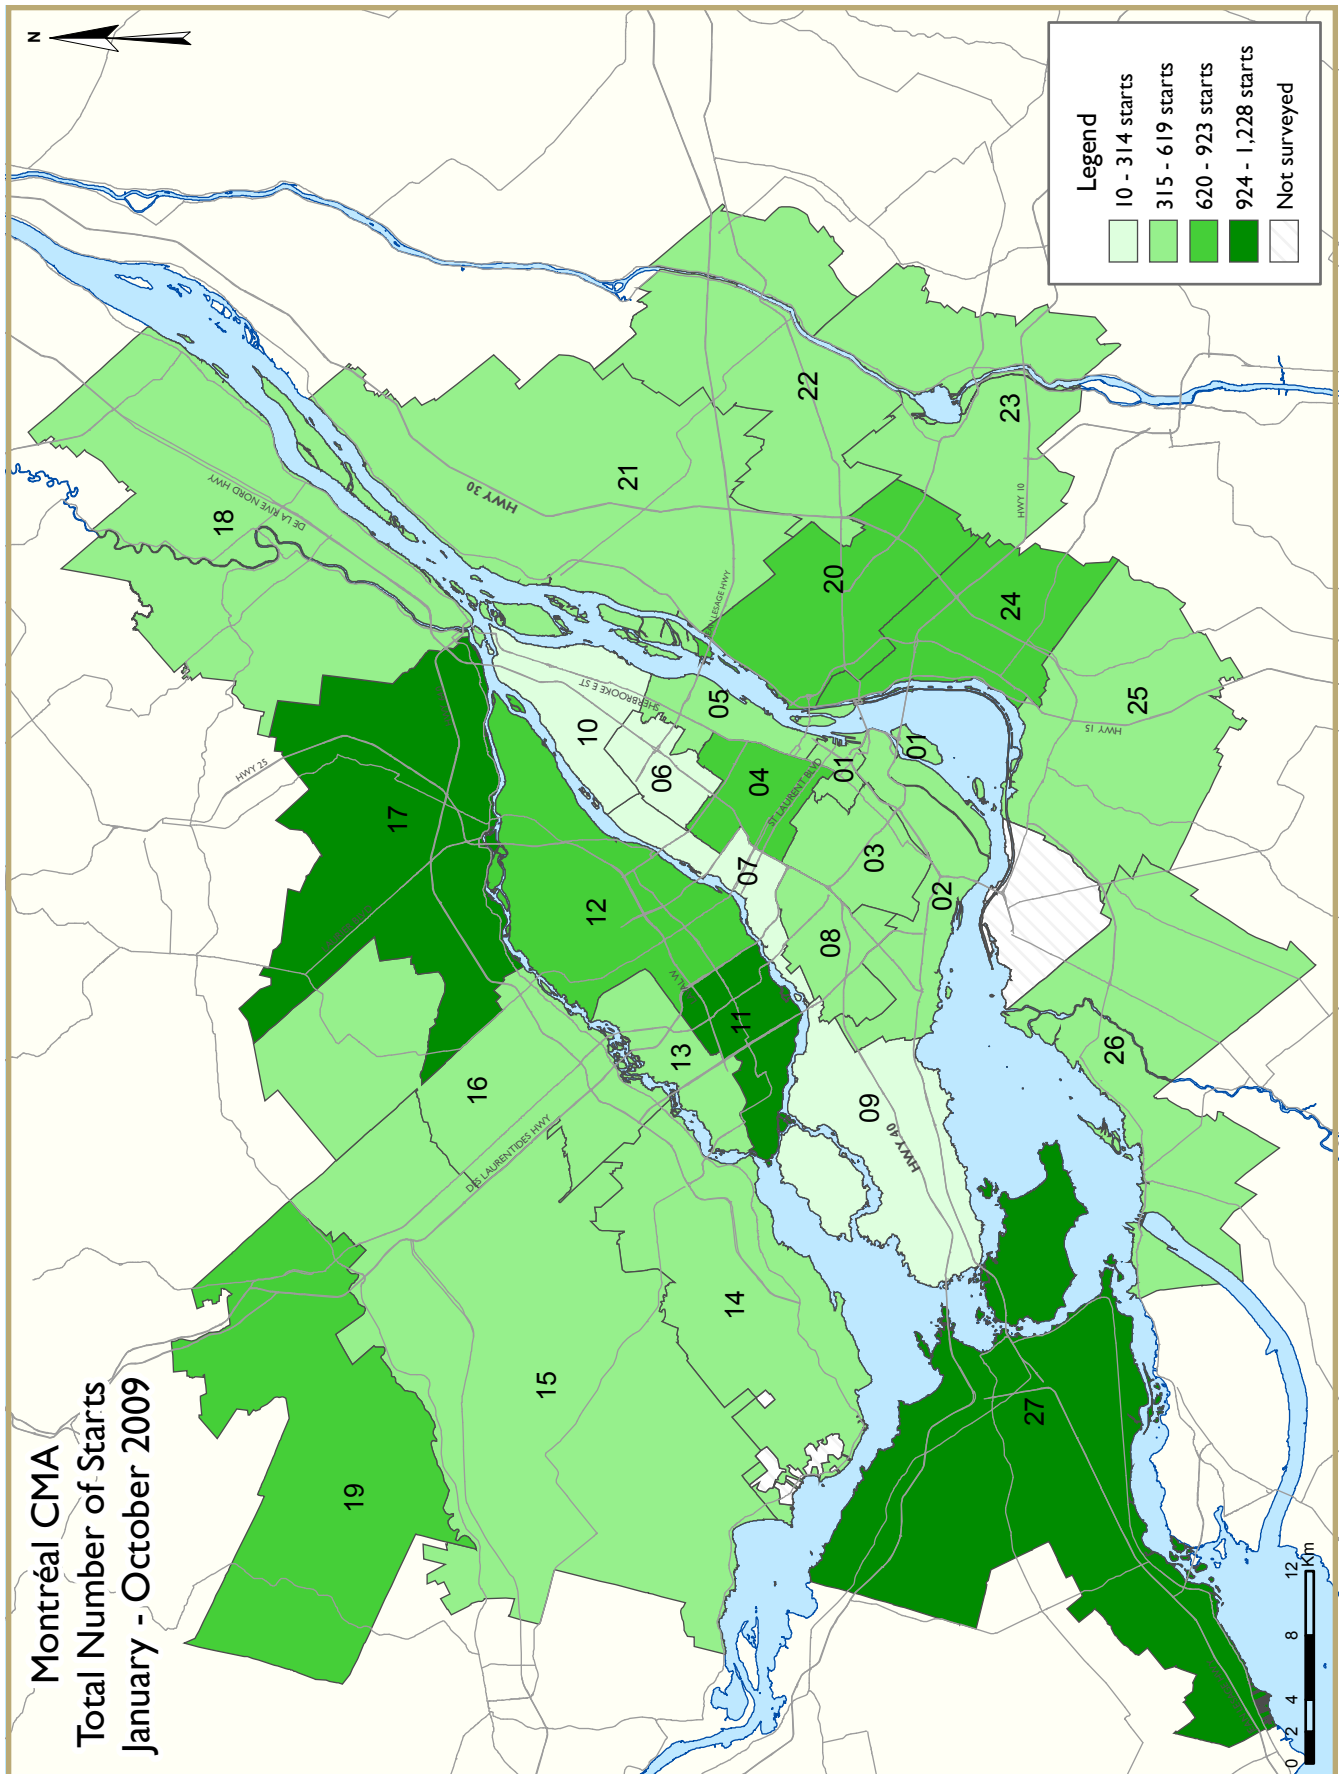 Montréal CMA
Total Number of Starts
January - October 2009
N
Legend
10 - 314 starts
315 - 619 starts
620 - 923 starts
924 - 1,228 starts
Not surveyed
19
15
14
27
16
17
18
13
11
12
09
08
07
10
06
04
05
03
01
01
02
20
21
22
23
24
25
26
HWY 25
DE LA RIVE NORD HWY
HWY 30
SHERBROOKE E ST
ST LAURENT BLVD
LESAGE HWY
HWY 10
HWY 15
HWY 40
DES LAURENTIDES HWY
0 2 4 8 12
Km